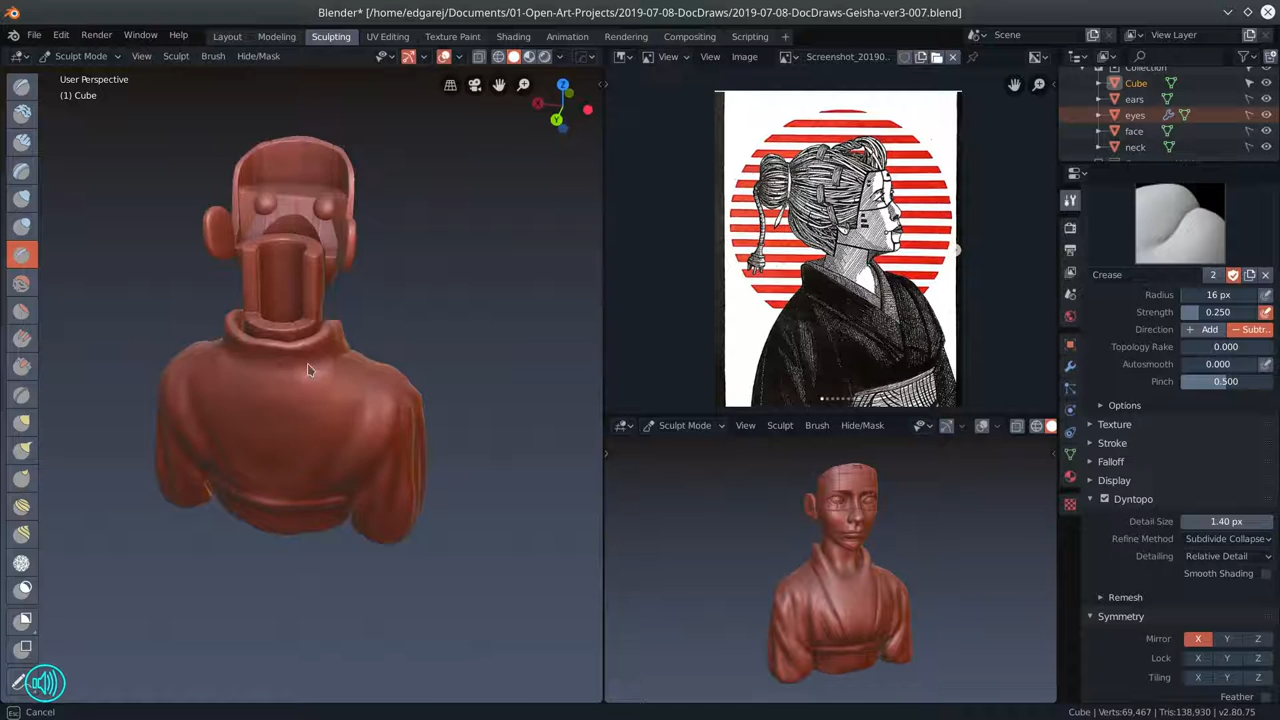 Blender* [/home/edgarej/Documents/01-Open-Art-Projects/2019-07-08-DocDraws/2019-07-08-DocDraws-Geisha-ver3-007.blend]
File Edit Render Window Help Layout Modeling Sculpting UV Editing Texture Paint Shading Animation Rendering Compositing Scripting + Scene View Layer
Sculpt Mode View Sculpt Brush Hide/Mask
View View Image Screenshot_20190..
User Perspective
(1) Cube
X
Z
Y
Collection
Cube
ears
eyes
face
neck
Crease 2
Radius 16 px
Strength 0.250
Direction + Add − Subtr..
Topology Rake 0.000
Autosmooth 0.000
Pinch 0.500
Options
Texture
Stroke
Falloff
Display
Dyntopo
Detail Size 1.40 px
Refine Method Subdivide Collapse
Detailing Relative Detail
Smooth Shading
Remesh
Symmetry
Mirror X Y Z
Lock X Y Z
Tiling X Y Z
Feather
Sculpt Mode View Sculpt Brush Hide/Mask
Esc Cancel
Cube | Verts:69,467 | Tris:138,930 | v2.80.75